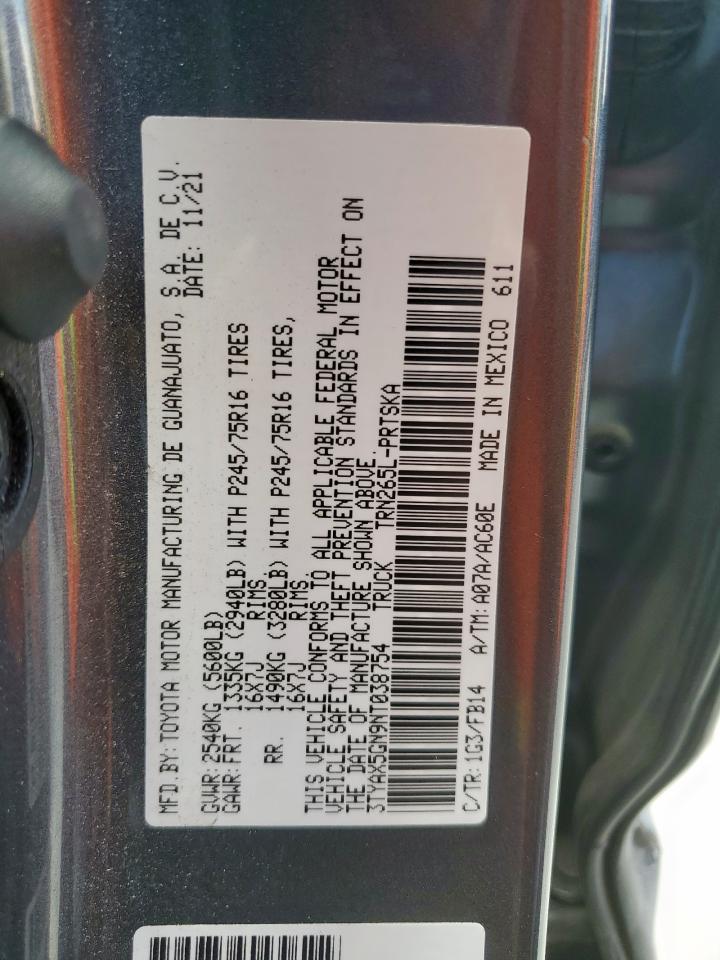 MFD.BY: TOYOTA MOTOR MANUFACTURING DE GUANAJUATO, S.A. DE C.V.
DATE: 11/21
GVWR: 2540KG (5600LB)
GAWR: FRT. 1335KG (2940LB) WITH P245/75R16 TIRES
16X7J RIMS.
RR. 1490KG (3280LB) WITH P245/75R16 TIRES,
16X7J RIMS.
THIS VEHICLE CONFORMS TO ALL APPLICABLE FEDERAL MOTOR
VEHICLE SAFETY AND THEFT PREVENTION STANDARDS IN EFFECT ON
THE DATE OF MANUFACTURE SHOWN ABOVE.
3TYAX5GN9NT038754 TRUCK TRN265L-PRTSKA
C/TR: 1G3/FB14 A/TM: A07A/AC60E MADE IN MEXICO 611